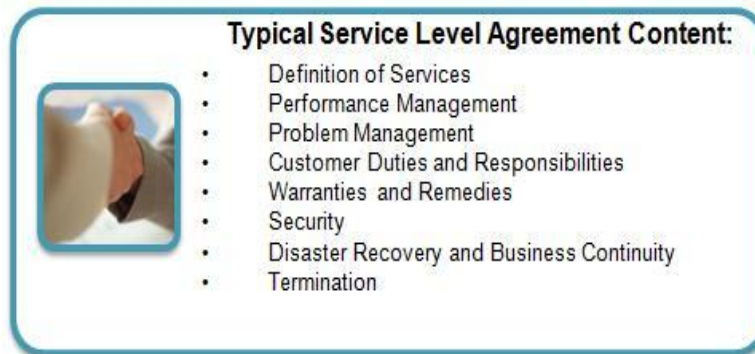 Typical Service Level Agreement Content:
• Definition of Services
• Performance Management
• Problem Management
• Customer Duties and Responsibilities
• Warranties and Remedies
• Security
• Disaster Recovery and Business Continuity
• Termination